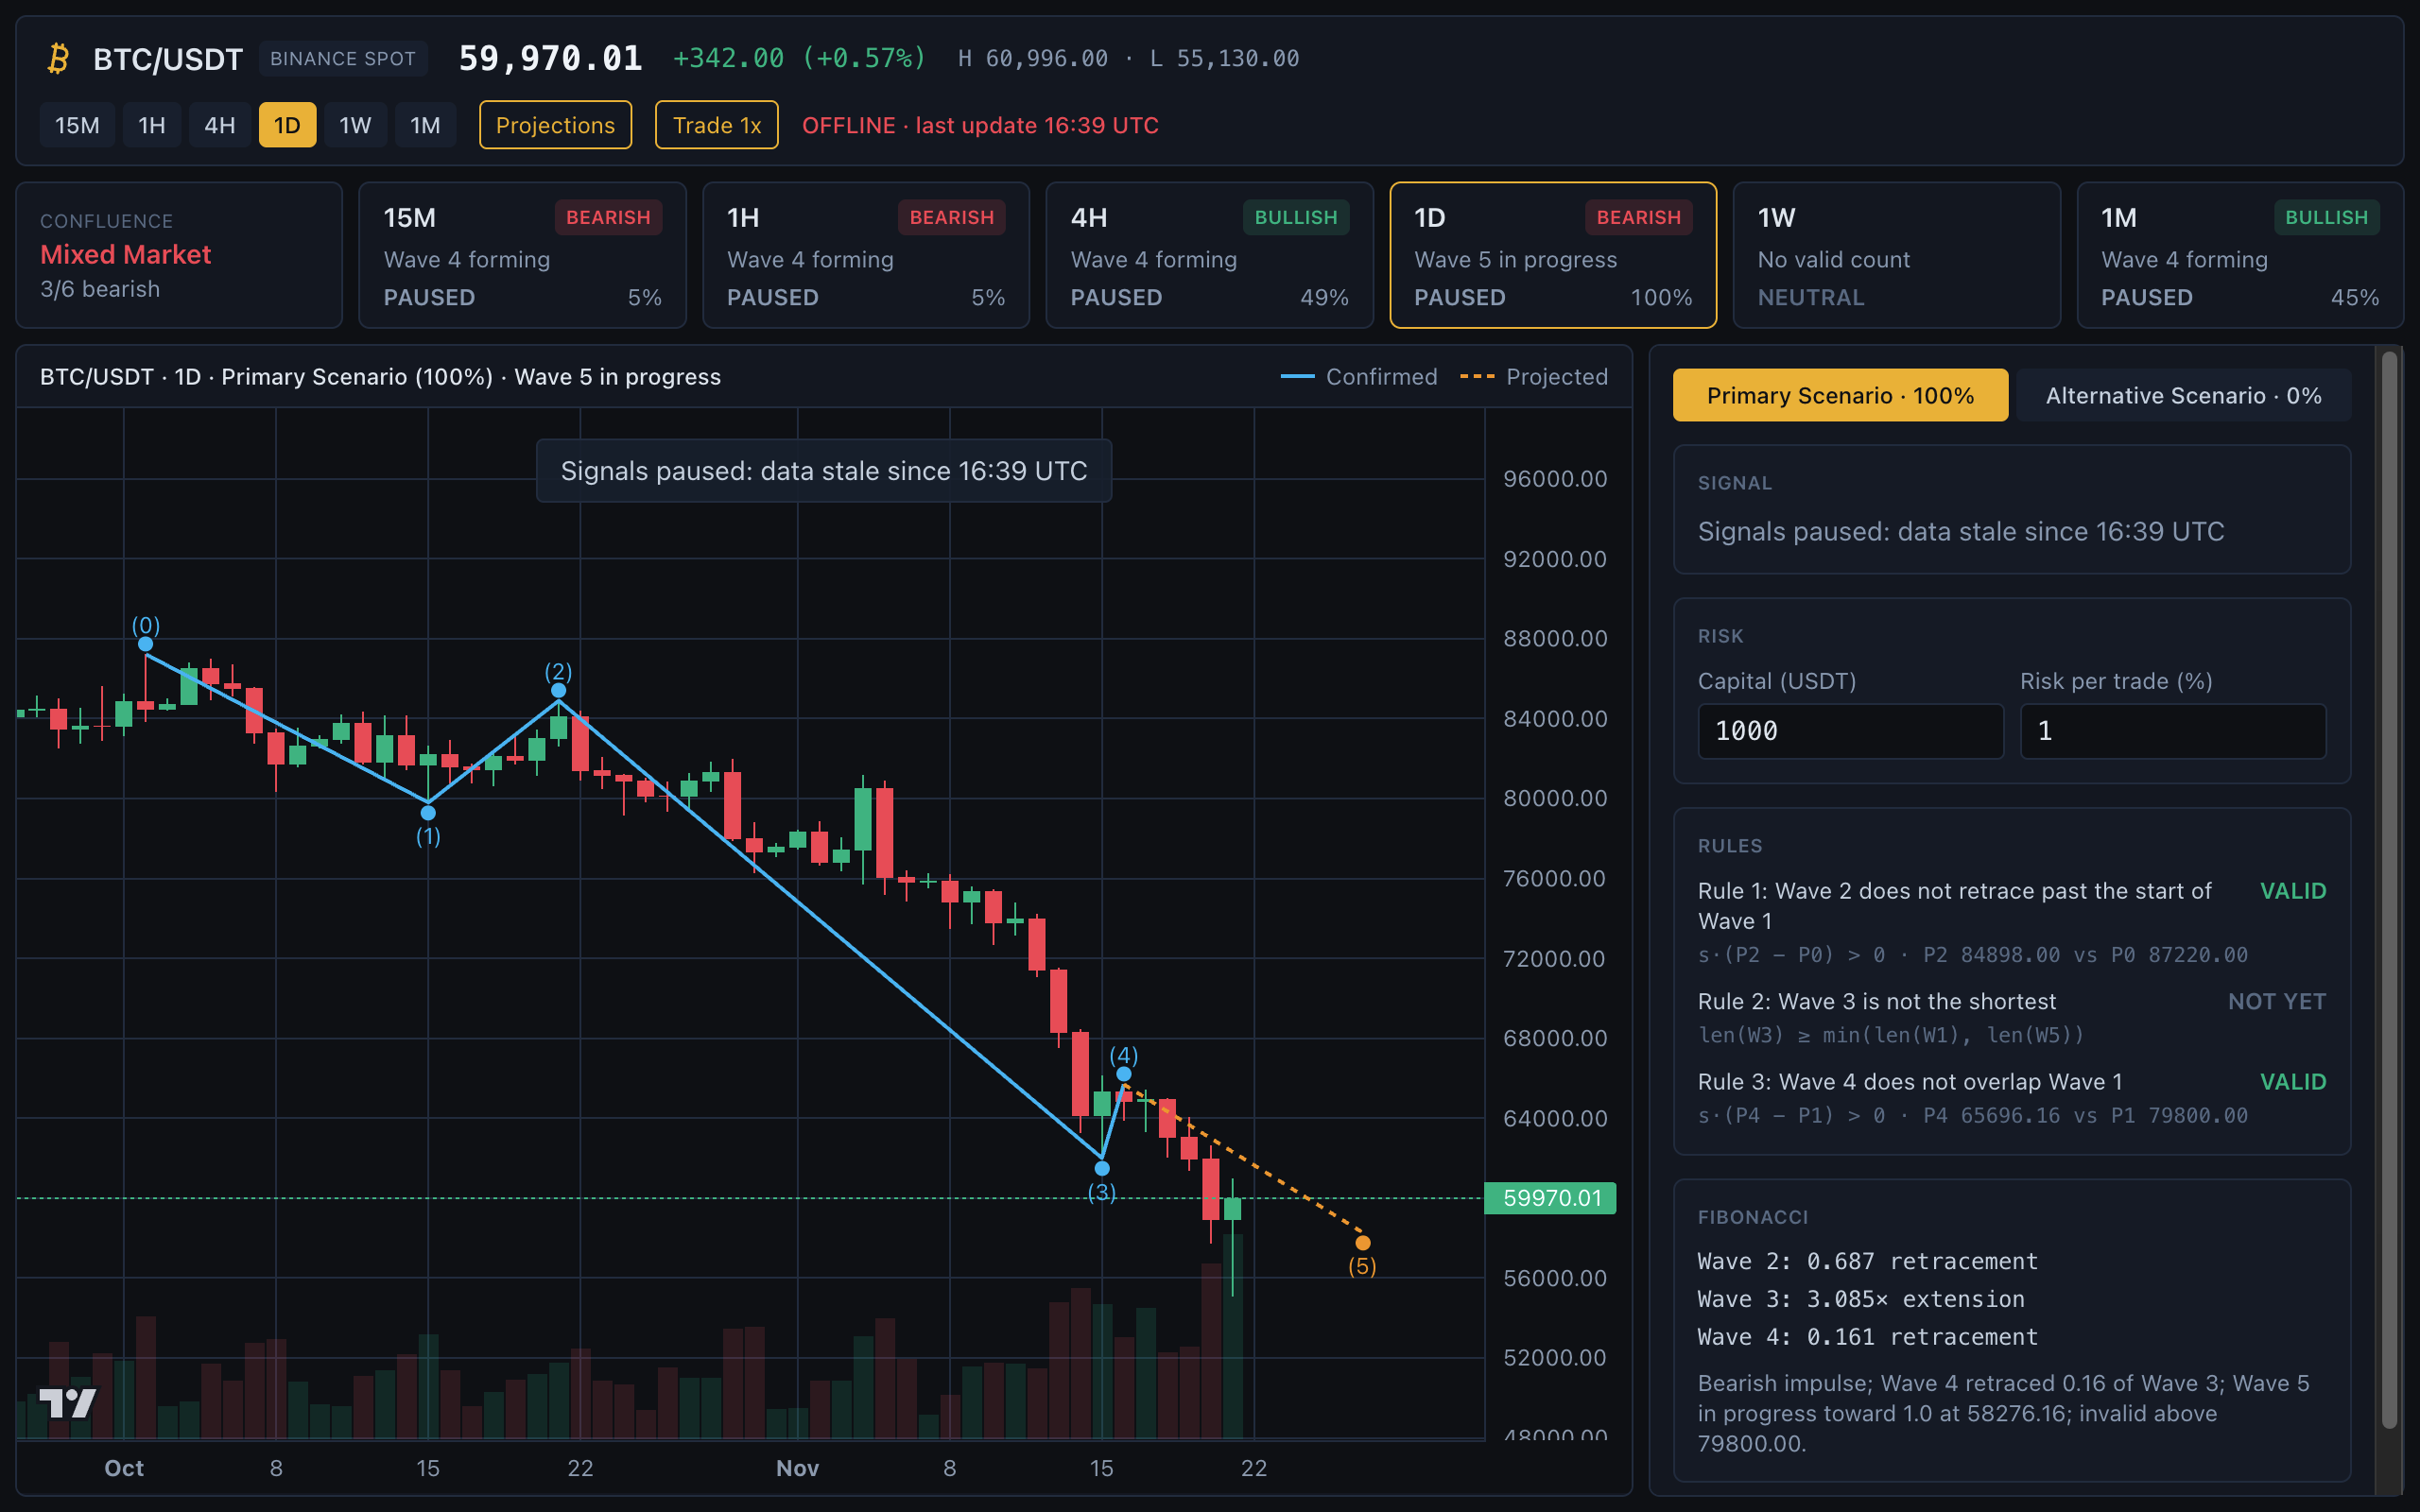 BTC/USDT BINANCE SPOT 59,970.01 +342.00 (+0.57%) H 60,996.00 · L 55,130.00
15M 1H 4H 1D 1W 1M Projections Trade 1x OFFLINE · last update 16:39 UTC
CONFLUENCE
Mixed Market
3/6 bearish
15M BEARISH
Wave 4 forming
PAUSED 5%
1H BEARISH
Wave 4 forming
PAUSED 5%
4H BULLISH
Wave 4 forming
PAUSED 49%
1D BEARISH
Wave 5 in progress
PAUSED 100%
1W
No valid count
NEUTRAL
1M BULLISH
Wave 4 forming
PAUSED 45%
BTC/USDT · 1D · Primary Scenario (100%) · Wave 5 in progress Confirmed Projected
Signals paused: data stale since 16:39 UTC
(0)
(1)
(2)
(3)
(4)
(5)
96000.00
92000.00
88000.00
84000.00
80000.00
76000.00
72000.00
68000.00
64000.00
59970.01
56000.00
52000.00
48000.00
Oct 8 15 22 Nov 8 15 22
Primary Scenario · 100% Alternative Scenario · 0%
SIGNAL
Signals paused: data stale since 16:39 UTC
RISK
Capital (USDT) Risk per trade (%)
1000 1
RULES
Rule 1: Wave 2 does not retrace past the start of VALID
Wave 1
s·(P2 − P0) > 0 · P2 84898.00 vs P0 87220.00
Rule 2: Wave 3 is not the shortest NOT YET
len(W3) ≥ min(len(W1), len(W5))
Rule 3: Wave 4 does not overlap Wave 1 VALID
s·(P4 − P1) > 0 · P4 65696.16 vs P1 79800.00
FIBONACCI
Wave 2: 0.687 retracement
Wave 3: 3.085× extension
Wave 4: 0.161 retracement
Bearish impulse; Wave 4 retraced 0.16 of Wave 3; Wave 5
in progress toward 1.0 at 58276.16; invalid above
79800.00.